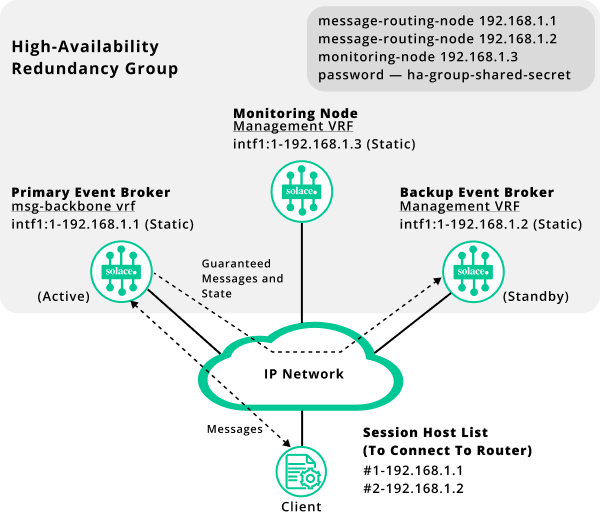 High-Availability
Redundancy Group
message-routing-node 192.168.1.1
message-routing-node 192.168.1.2
monitoring-node 192.168.1.3
password — ha-group-shared-secret
Monitoring Node
Management VRF
intf1:1-192.168.1.3 (Static)
solace.
Primary Event Broker
msg-backbone vrf
intf1:1-192.168.1.1 (Static)
solace.
(Active)
Backup Event Broker
Management VRF
intf1:1-192.168.1.2 (Static)
solace.
(Standby)
Guaranteed
Messages and
State
IP Network
Messages
Client
Session Host List
(To Connect To Router)
#1-192.168.1.1
#2-192.168.1.2